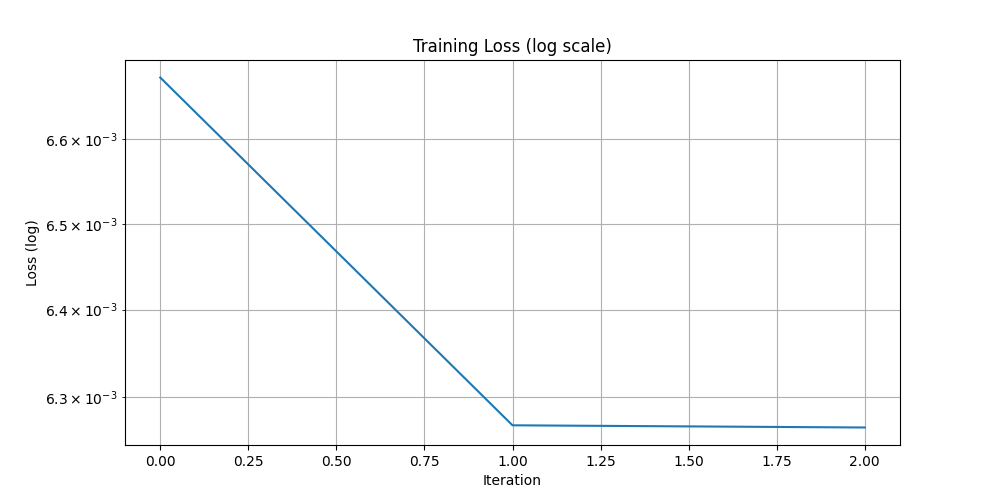 Training Loss (log scale)
6.6 × 10⁻³
6.5 × 10⁻³
6.4 × 10⁻³
6.3 × 10⁻³
Loss (log)
0.00 0.25 0.50 0.75 1.00 1.25 1.50 1.75 2.00
Iteration